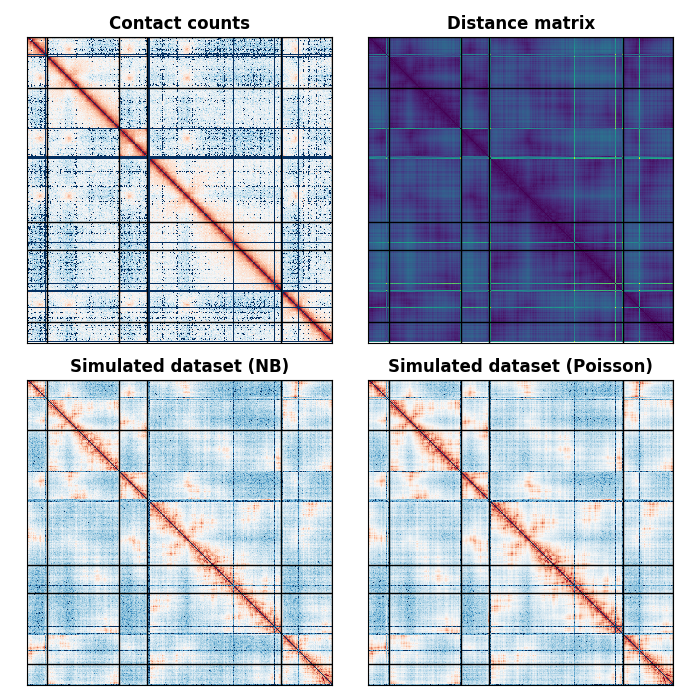 Contact counts
Distance matrix
Simulated dataset (NB)
Simulated dataset (Poisson)